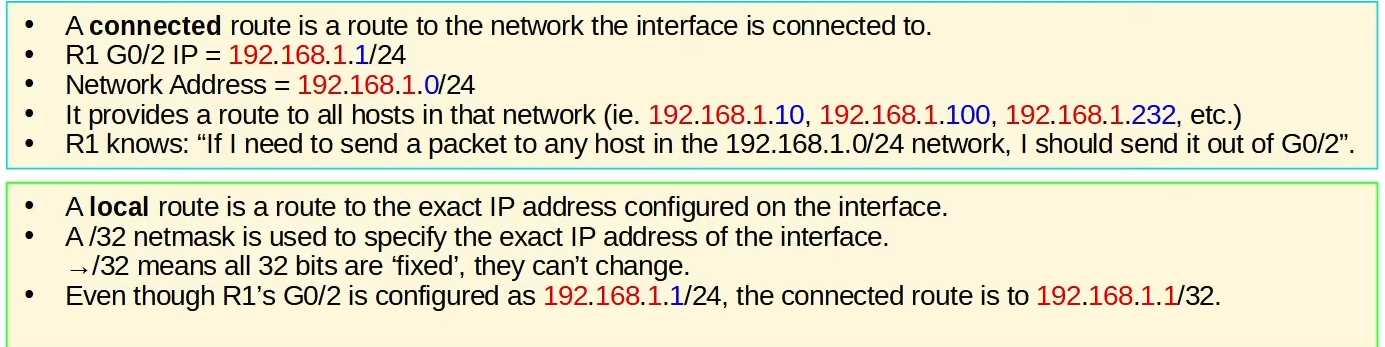 • A connected route is a route to the network the interface is connected to.
• R1 G0/2 IP = 192.168.1.1/24
• Network Address = 192.168.1.0/24
• It provides a route to all hosts in that network (ie. 192.168.1.10, 192.168.1.100, 192.168.1.232, etc.)
• R1 knows: “If I need to send a packet to any host in the 192.168.1.0/24 network, I should send it out of G0/2”.
• A local route is a route to the exact IP address configured on the interface.
• A /32 netmask is used to specify the exact IP address of the interface.
→/32 means all 32 bits are ‘fixed’, they can’t change.
• Even though R1’s G0/2 is configured as 192.168.1.1/24, the connected route is to 192.168.1.1/32.